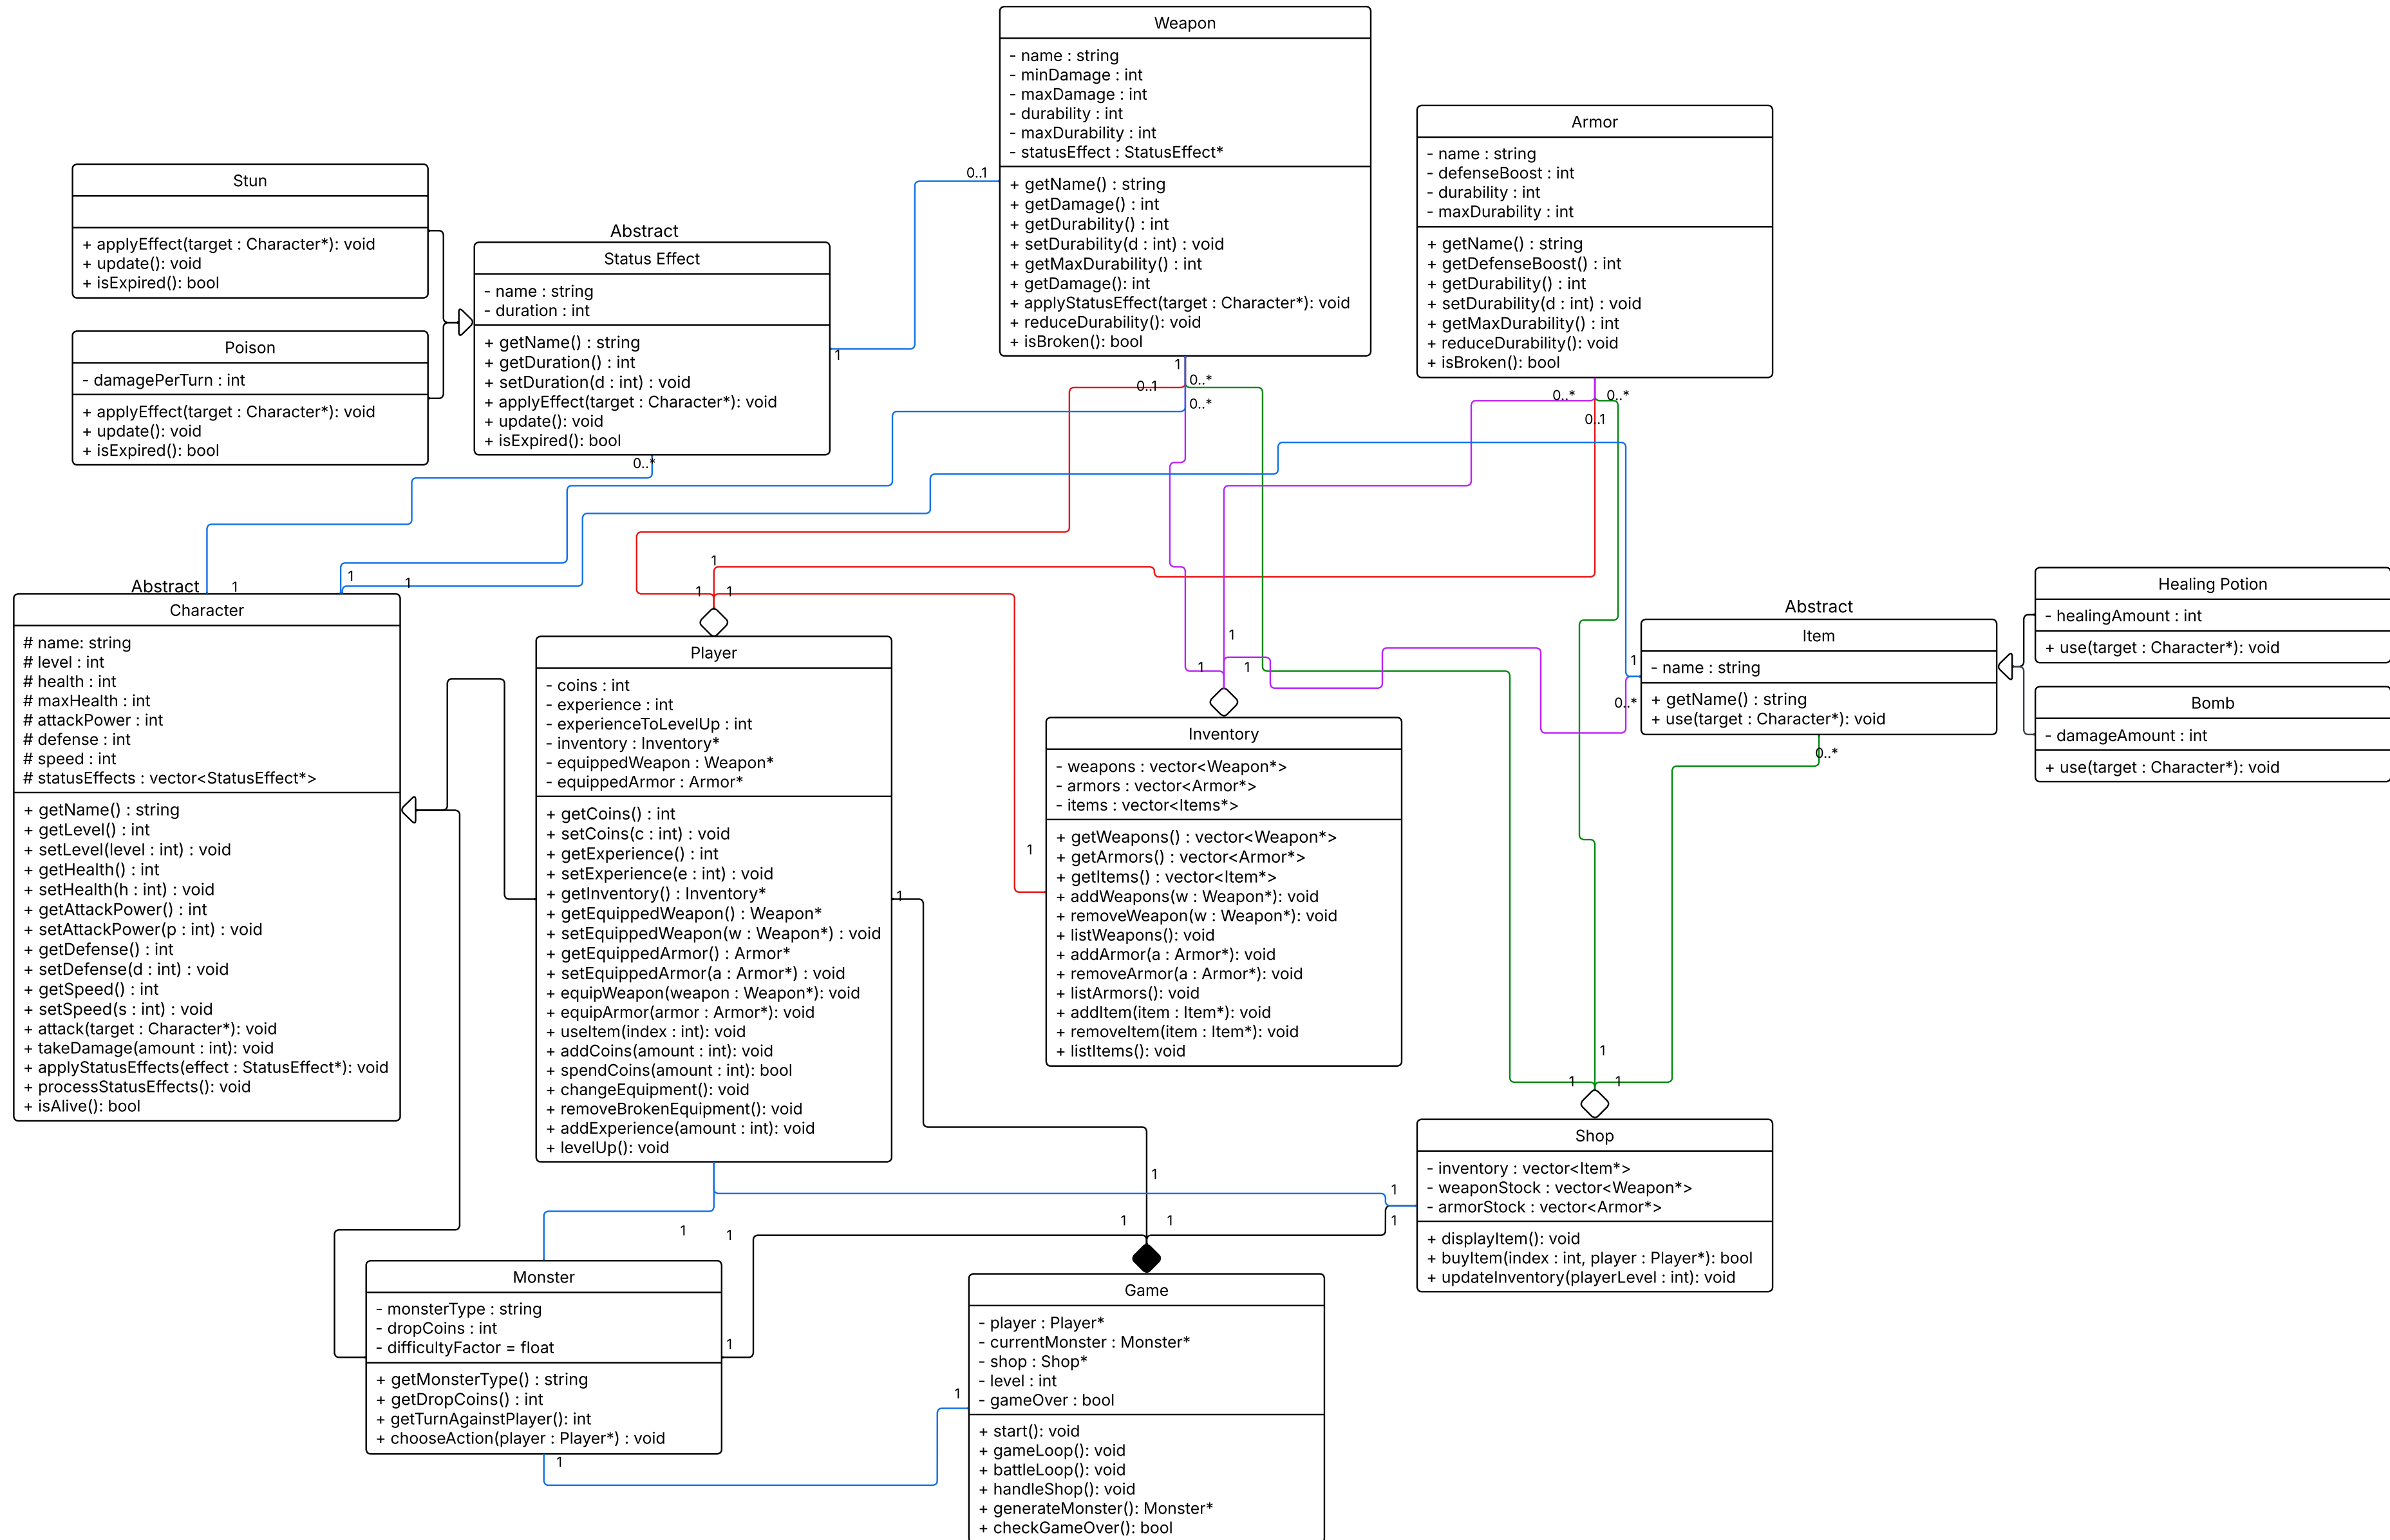 Weapon
- name : string
- minDamage : int
- maxDamage : int
- durability : int
- maxDurability : int
- statusEffect : StatusEffect*
+ getName() : string
+ getDamage() : int
+ getDurability() : int
+ setDurability(d : int) : void
+ getMaxDurability() : int
+ getDamage(): int
+ applyStatusEffect(target : Character*): void
+ reduceDurability(): void
+ isBroken(): bool
Armor
- name : string
- defenseBoost : int
- durability : int
- maxDurability : int
+ getName() : string
+ getDefenseBoost() : int
+ getDurability() : int
+ setDurability(d : int) : void
+ getMaxDurability() : int
+ reduceDurability(): void
+ isBroken(): bool
Stun
+ applyEffect(target : Character*): void
+ update(): void
+ isExpired(): bool
Poison
- damagePerTurn : int
+ applyEffect(target : Character*): void
+ update(): void
+ isExpired(): bool
Abstract
Status Effect
- name : string
- duration : int
+ getName() : string
+ getDuration() : int
+ setDuration(d : int) : void
+ applyEffect(target : Character*): void
+ update(): void
+ isExpired(): bool
0..1
1
0..*
1
0..1
0..*
0..*
0..*
0..*
0..1
Abstract
1
1
1
Character
# name: string
# level : int
# health : int
# maxHealth : int
# attackPower : int
# defense : int
# speed : int
# statusEffects : vector<StatusEffect*>
+ getName() : string
+ getLevel() : int
+ setLevel(level : int) : void
+ getHealth() : int
+ setHealth(h : int) : void
+ getAttackPower() : int
+ setAttackPower(p : int) : void
+ getDefense() : int
+ setDefense(d : int) : void
+ getSpeed() : int
+ setSpeed(s : int) : void
+ attack(target : Character*): void
+ takeDamage(amount : int): void
+ applyStatusEffects(effect : StatusEffect*): void
+ processStatusEffects(): void
+ isAlive(): bool
1
1
1
Player
- coins : int
- experience : int
- experienceToLevelUp : int
- inventory : Inventory*
- equippedWeapon : Weapon*
- equippedArmor : Armor*
+ getCoins() : int
+ setCoins(c : int) : void
+ getExperience() : int
+ setExperience(e : int) : void
+ getInventory() : Inventory*
+ getEquippedWeapon() : Weapon*
+ setEquippedWeapon(w : Weapon*) : void
+ getEquippedArmor() : Armor*
+ setEquippedArmor(a : Armor*) : void
+ equipWeapon(weapon : Weapon*): void
+ equipArmor(armor : Armor*): void
+ useItem(index : int): void
+ addCoins(amount : int): void
+ spendCoins(amount : int): bool
+ changeEquipment(): void
+ removeBrokenEquipment(): void
+ addExperience(amount : int): void
+ levelUp(): void
1
1
1
1
1
Inventory
- weapons : vector<Weapon*>
- armors : vector<Armor*>
- items : vector<Items*>
+ getWeapons() : vector<Weapon*>
+ getArmors() : vector<Armor*>
+ getItems() : vector<Item*>
+ addWeapons(w : Weapon*): void
+ removeWeapon(w : Weapon*): void
+ listWeapons(): void
+ addArmor(a : Armor*): void
+ removeArmor(a : Armor*): void
+ listArmors(): void
+ addItem(item : Item*): void
+ removeItem(item : Item*): void
+ listItems(): void
Abstract
1
0..*
Item
- name : string
+ getName() : string
+ use(target : Character*): void
0..*
Healing Potion
- healingAmount : int
+ use(target : Character*): void
Bomb
- damageAmount : int
+ use(target : Character*): void
1
1
1
Shop
- inventory : vector<Item*>
- weaponStock : vector<Weapon*>
- armorStock : vector<Armor*>
+ displayItem(): void
+ buyItem(index : int, player : Player*): bool
+ updateInventory(playerLevel : int): void
1
1
1
1
1
1
1
Monster
- monsterType : string
- dropCoins : int
- difficultyFactor = float
+ getMonsterType() : string
+ getDropCoins() : int
+ getTurnAgainstPlayer(): int
+ chooseAction(player : Player*) : void
1
1
1
Game
- player : Player*
- currentMonster : Monster*
- shop : Shop*
- level : int
- gameOver : bool
+ start(): void
+ gameLoop(): void
+ battleLoop(): void
+ handleShop(): void
+ generateMonster(): Monster*
+ checkGameOver(): bool